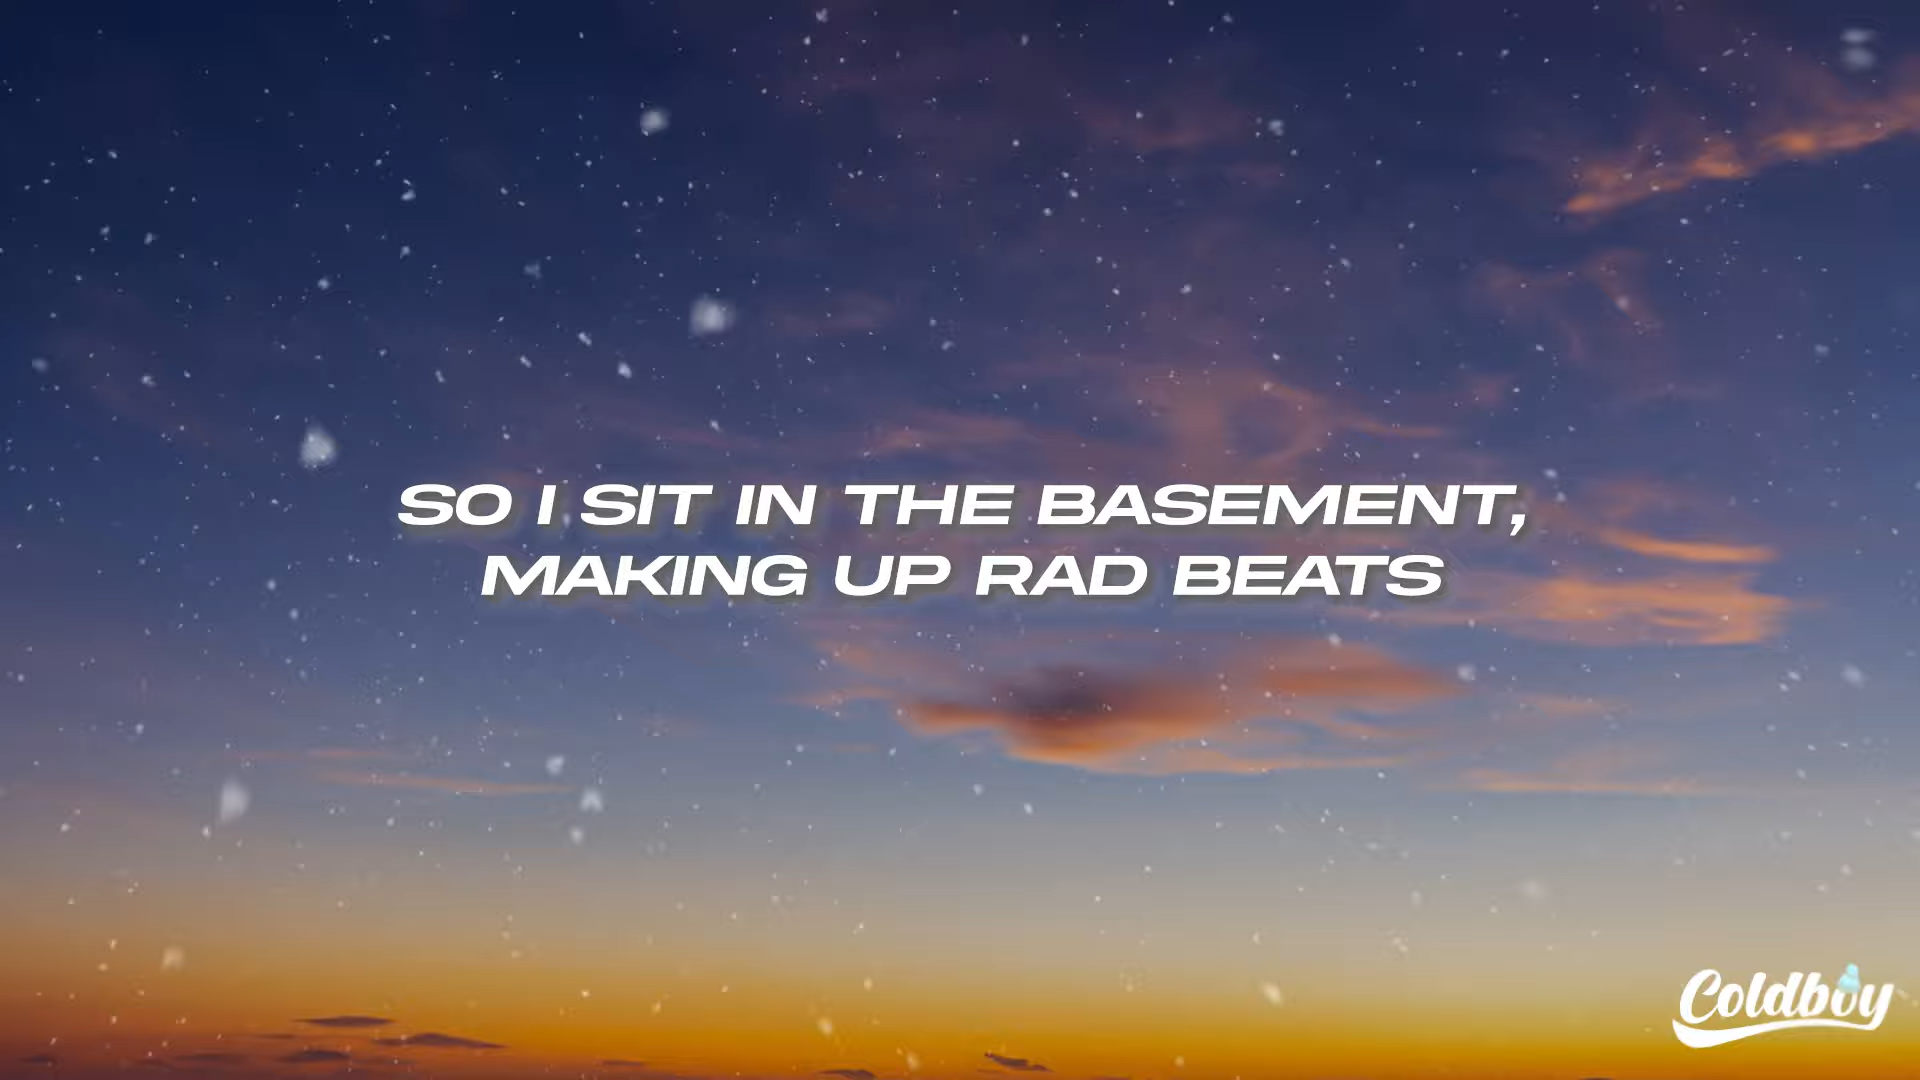 SO I SIT IN THE BASEMENT,
MAKING UP RAD BEATS
Coldboy